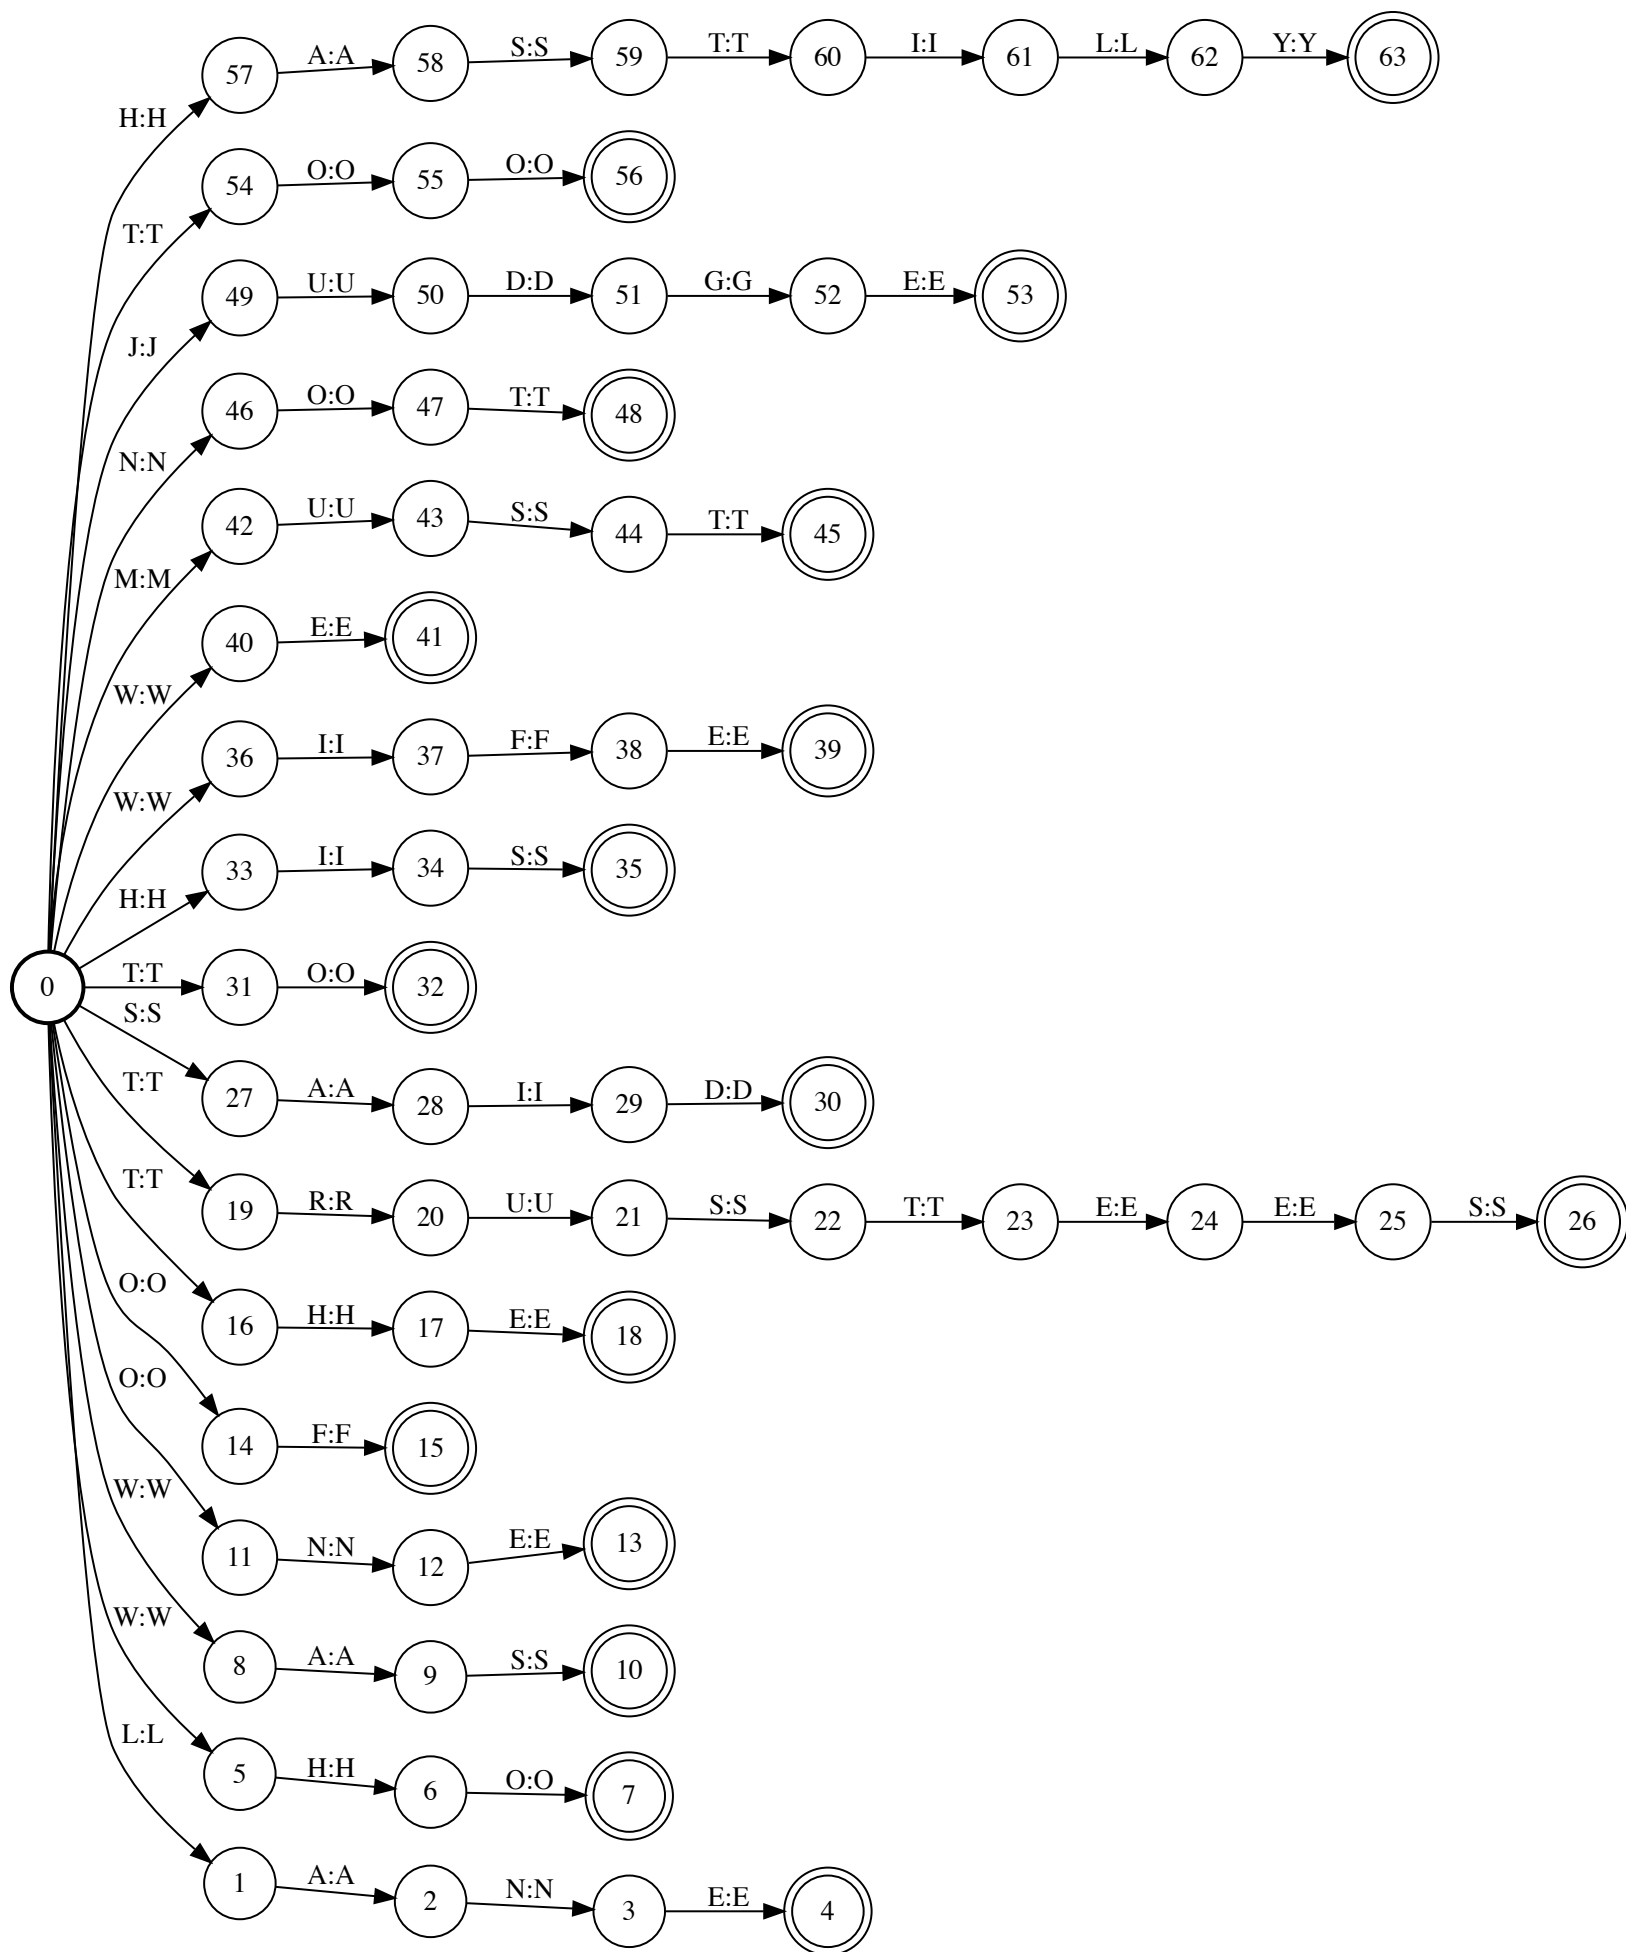 57 A:A 58 S:S 59 T:T 60 I:I 61 L:L 62 Y:Y 63
H:H
54 O:O 55 O:O 56
T:T
49 U:U 50 D:D 51 G:G 52 E:E 53
J:J
46 O:O 47 T:T 48
N:N
42 U:U 43 S:S 44 T:T 45
M:M
40 E:E 41
W:W
36 I:I 37 F:F 38 E:E 39
W:W
33 I:I 34 S:S 35
H:H
0 T:T 31 O:O 32
S:S
27 A:A 28 I:I 29 D:D 30
T:T
19 R:R 20 U:U 21 S:S 22 T:T 23 E:E 24 E:E 25 S:S 26
T:T
16 H:H 17 E:E 18
O:O
14 F:F 15
O:O
11 N:N 12 E:E 13
W:W
8 A:A 9 S:S 10
W:W
5 H:H 6 O:O 7
L:L
1 A:A 2 N:N 3 E:E 4